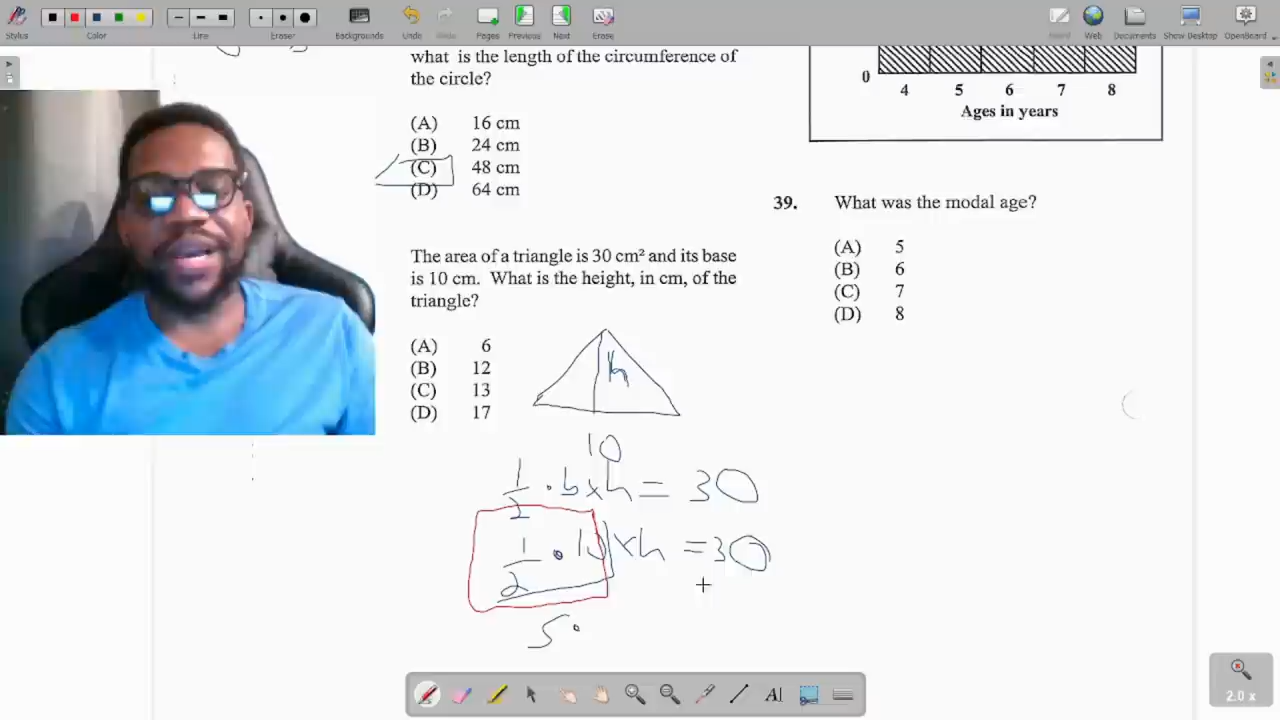 Stylus
Color
Line
Eraser
Backgrounds
Undo
Redo
Pages
Previous
Next
Erase
Board
Web
Documents
Show Desktop
OpenBoard
what is the length of the circumference of
the circle?
(A) 16 cm
(B) 24 cm
(C) 48 cm
(D) 64 cm
The area of a triangle is 30 cm² and its base
is 10 cm. What is the height, in cm, of the
triangle?
(A) 6
(B) 12
(C) 13
(D) 17
h
10
1/2 · b x h = 30
1/2 · 10 x h = 30
5 ·
0
4 5 6 7 8
Ages in years
39. What was the modal age?
(A) 5
(B) 6
(C) 7
(D) 8
2.0 x